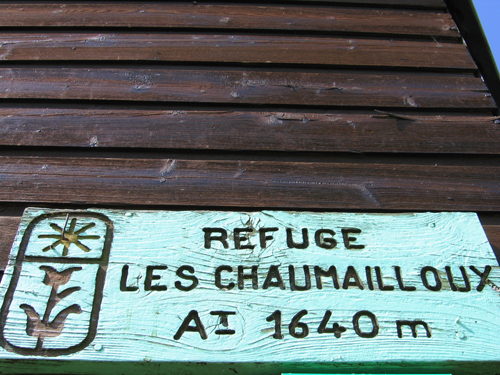 REFUGE
LES CHAUMAILLOUX
AT 1640 m